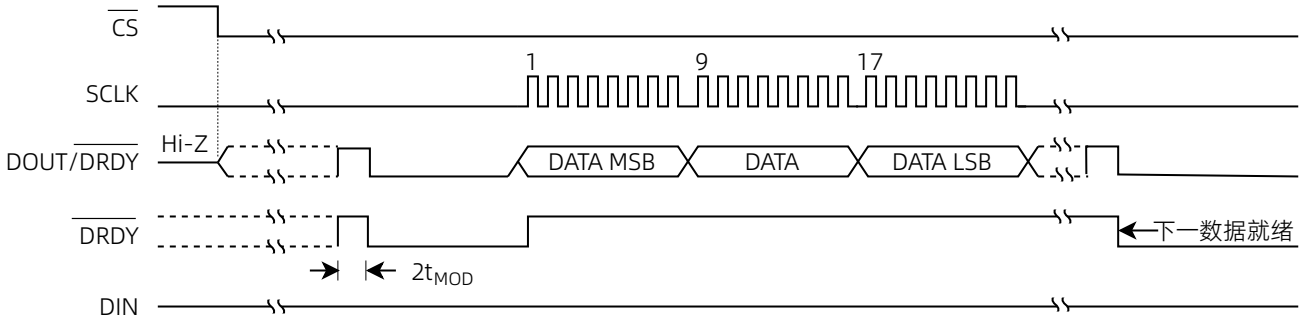 CS
1 9 17
SCLK
Hi-Z
DOUT/DRDY DATA MSB DATA DATA LSB
DRDY 下一数据就绪
2tMOD
DIN